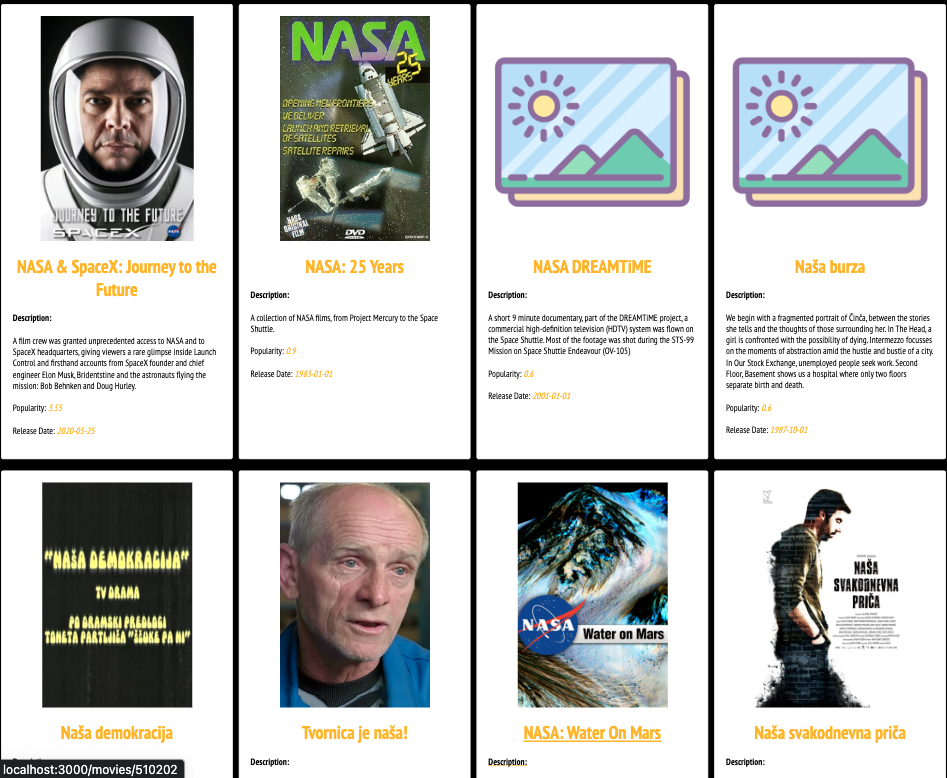 JOURNEY TO THE FUTURE
SPACEX
NASA
NASA & SpaceX: Journey to the
Future
Description:
A film crew was granted unprecedented access to NASA and to
SpaceX headquarters, giving viewers a rare glimpse inside Launch
Control and firsthand accounts from SpaceX founder and chief
engineer Elon Musk, Bridentstine and the astronauts flying the
mission: Bob Behnken and Doug Hurley.
Popularity: 3.55
Release Date: 2020-05-25
NASA
25
YEARS
OPENING NEW FRONTIERS
WE DELIVER
LAUNCH AND RETRIEVAL
OF SATELLITES
SATELLITE REPAIRS
NASA
ORIGINAL
FILM
DVD
NASA: 25 Years
Description:
A collection of NASA films, from Project Mercury to the Space
Shuttle.
Popularity: 0.9
Release Date: 1983-01-01
NASA DREAMTiME
Description:
A short 9 minute documentary, part of the DREAMTiME project, a
commercial high-definition television (HDTV) system was flown on
the Space Shuttle. Most of the footage was shot during the STS-99
Mission on Space Shuttle Endeavour (OV-105)
Popularity: 0.6
Release Date: 2001-01-01
Naša burza
Description:
We begin with a fragmented portrait of Činča, between the stories
she tells and the thoughts of those surrounding her. In The Head, a
girl is confronted with the possibility of dying. Intermezzo focusses
on the moments of abstraction amid the hustle and bustle of a city.
In Our Stock Exchange, unemployed people seek work. Second
Floor, Basement shows us a hospital where only two floors
separate birth and death.
Popularity: 0.6
Release Date: 1987-10-01
"NAŠA DEMOKRACIJA"
TV DRAMA
PO DRAMSKI PREDLOGI
TONETA PARTLJIČA "ŠČUKE PA NI"
Naša demokracija
Tvornica je naša!
Description:
NASA
Water on Mars
NASA: Water On Mars
Description:
NAŠA
SVAKODNEVNA
PRIČA
Naša svakodnevna priča
Description:
localhost:3000/movies/510202